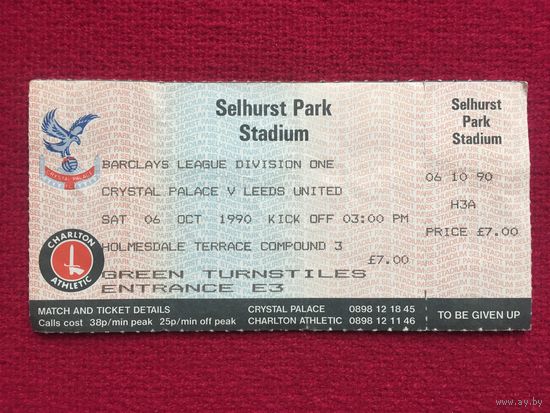 Selhurst Park
Stadium
BARCLAYS LEAGUE DIVISION ONE
CRYSTAL PALACE V LEEDS UNITED
SAT 06 OCT 1990 KICK OFF 03:00 PM
HOLMESDALE TERRACE COMPOUND 3
£7.00
GREEN TURNSTILES
ENTRANCE E3
CRYSTAL PALACE
CHARLTON
ATHLETIC
MATCH AND TICKET DETAILS
Calls cost 38p/min peak 25p/min off peak
CRYSTAL PALACE 0898 12 18 45
CHARLTON ATHLETIC 0898 12 11 46
Selhurst
Park
Stadium
06 10 90
H3A
PRICE £7.00
TO BE GIVEN UP
www.ay.by